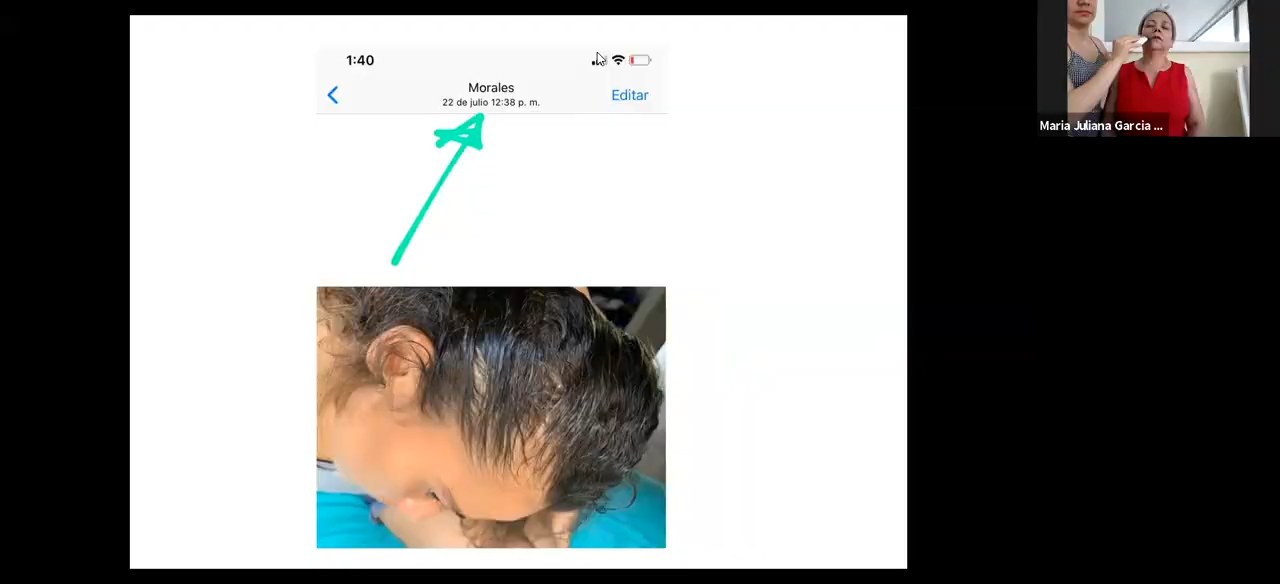 1:40
Morales
22 de julio 12:38 p. m.
Editar
Maria Juliana Garcia ...